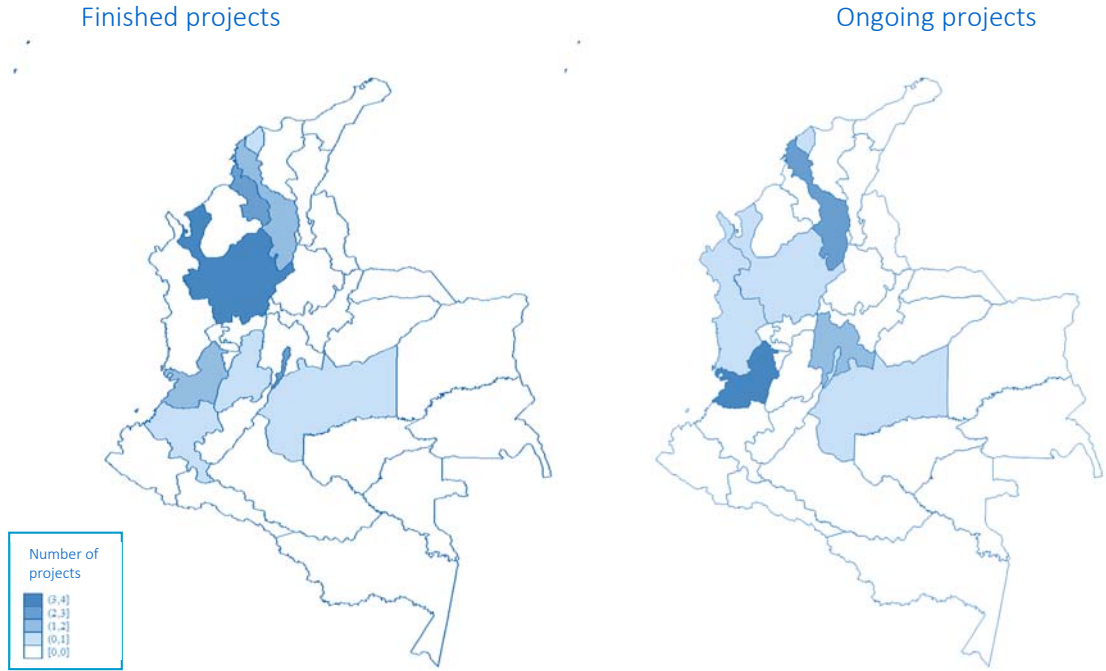 Finished projects
Ongoing projects
Number of
projects
(3,4]
(2,3]
(1,2]
(0,1]
[0,0]